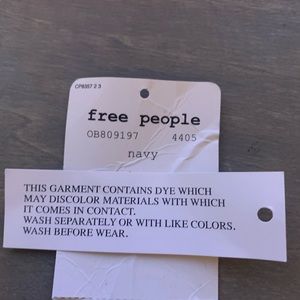 CP8357 2 3
free people
OB809197 4405
navy
THIS GARMENT CONTAINS DYE WHICH
MAY DISCOLOR MATERIALS WITH WHICH
IT COMES IN CONTACT.
WASH SEPARATELY OR WITH LIKE COLORS.
WASH BEFORE WEAR.